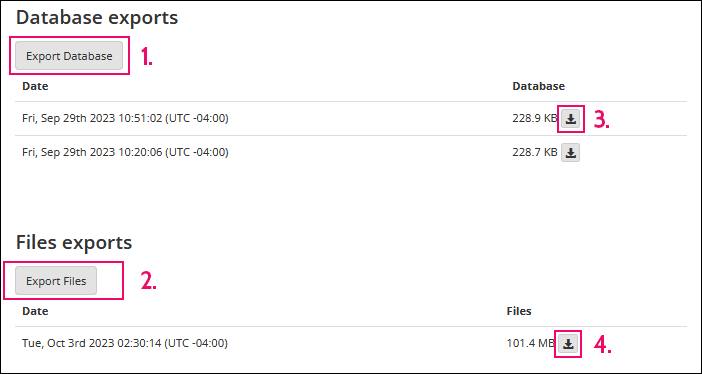 Database exports
Export Database 1.
Date Database
Fri, Sep 29th 2023 10:51:02 (UTC -04:00) 228.9 KB 3.
Fri, Sep 29th 2023 10:20:06 (UTC -04:00) 228.7 KB
Files exports
Export Files 2.
Date Files
Tue, Oct 3rd 2023 02:30:14 (UTC -04:00) 101.4 MB 4.